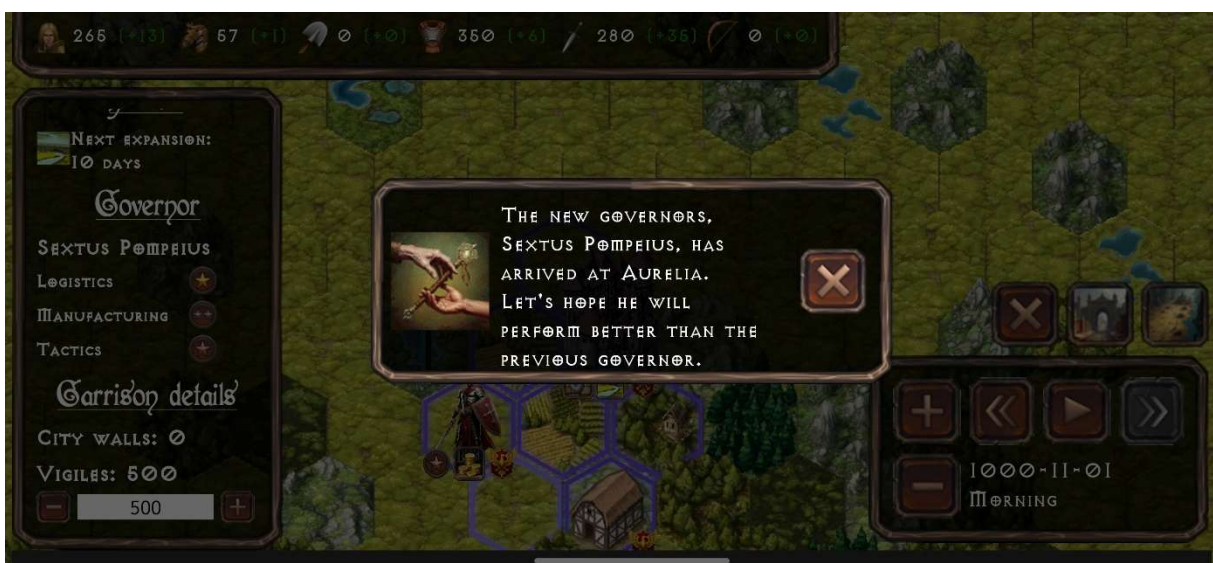 265 (+13) 57 (+1) 0 (+0) 350 (+6) 280 (+35) 0 (+0)
Next expansion:
10 days
Governor
Sextus Pompeius
Logistics
Manufacturing
Tactics
Garrison details
City walls: 0
Vigiles: 500
500
The new governors,
Sextus Pompeius, has
arrived at Aurelia.
Let's hope he will
perform better than the
previous governor.
1000-11-01
Morning